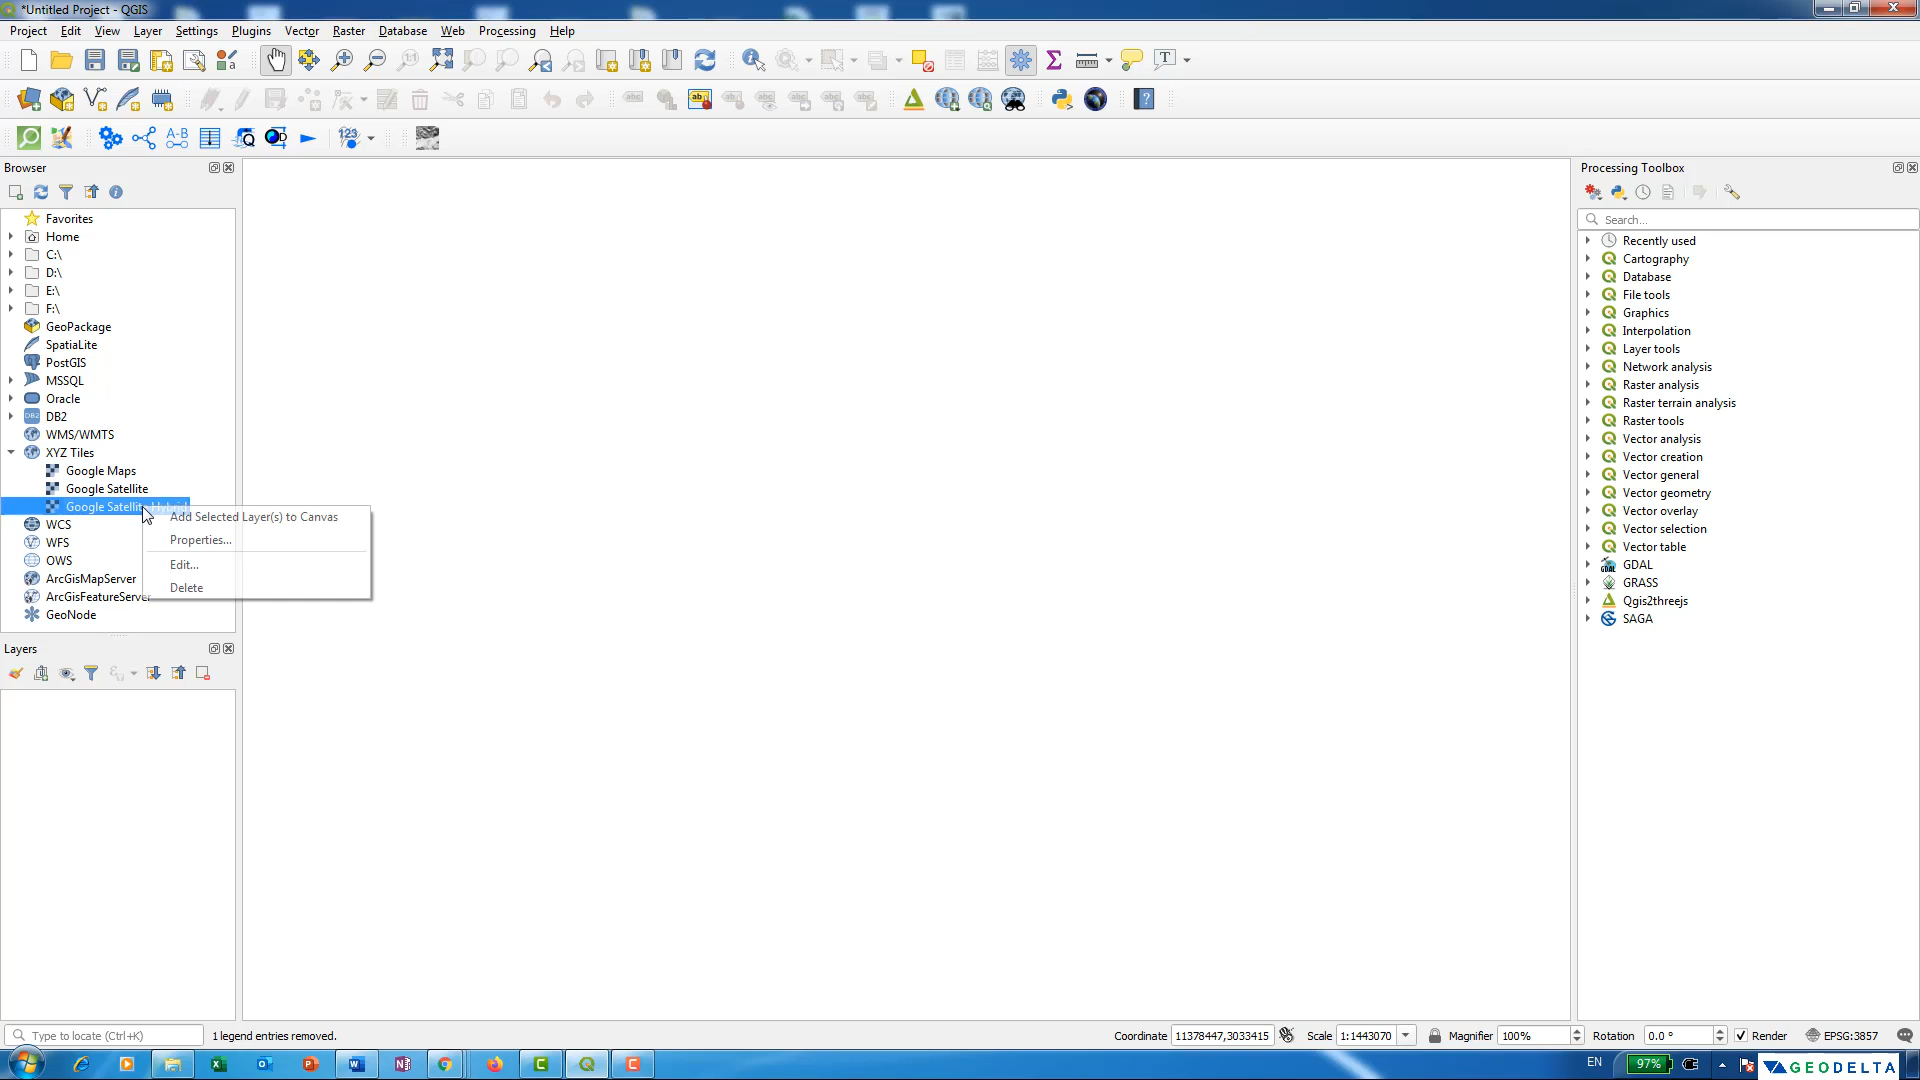 *Untitled Project - QGIS
Project Edit View Layer Settings Plugins Vector Raster Database Web Processing Help
Browser
Favorites
Home
C:\
D:\
E:\
F:\
GeoPackage
SpatiaLite
PostGIS
MSSQL
Oracle
DB2
WMS/WMTS
XYZ Tiles
Google Maps
Google Satellite
Google Satellite Hybrid
Add Selected Layer(s) to Canvas
Properties...
Edit...
Delete
WCS
WFS
OWS
ArcGisMapServer
ArcGisFeatureServer
GeoNode
Layers
Processing Toolbox
Search...
Recently used
Cartography
Database
File tools
Graphics
Interpolation
Layer tools
Network analysis
Raster analysis
Raster terrain analysis
Raster tools
Vector analysis
Vector creation
Vector general
Vector geometry
Vector overlay
Vector selection
Vector table
GDAL
GRASS
Qgis2threejs
SAGA
Type to locate (Ctrl+K) 1 legend entries removed. Coordinate 11378447,3033415 Scale 1:1443070 Magnifier 100% Rotation 0.0 ° Render EPSG:3857
EN 97% GEODELTA